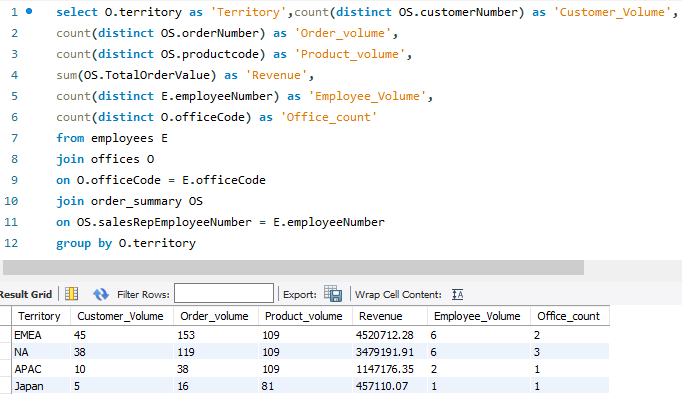 1 select O.territory as 'Territory',count(distinct OS.customerNumber) as 'Customer_Volume',
2 count(distinct OS.orderNumber) as 'Order_volume',
3 count(distinct OS.productcode) as 'Product_volume',
4 sum(OS.TotalOrderValue) as 'Revenue',
5 count(distinct E.employeeNumber) as 'Employee_Volume',
6 count(distinct O.officeCode) as 'Office_count'
7 from employees E
8 join offices O
9 on O.officeCode = E.officeCode
10 join order_summary OS
11 on OS.salesRepEmployeeNumber = E.employeeNumber
12 group by O.territory
Result Grid Filter Rows: Export: Wrap Cell Content:
Territory Customer_Volume Order_volume Product_volume Revenue Employee_Volume Office_count
EMEA 45 153 109 4520712.28 6 2
NA 38 119 109 3479191.91 6 3
APAC 10 38 109 1147176.35 2 1
Japan 5 16 81 457110.07 1 1